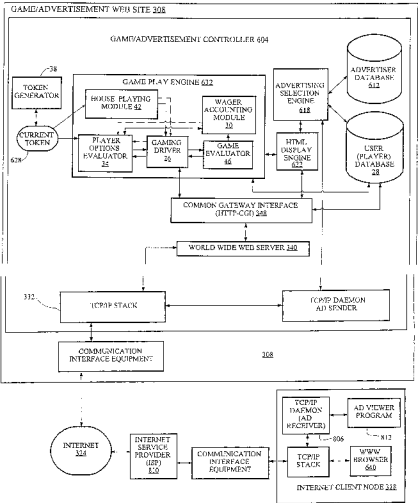 GAME/ADVERTISEMENT WEB SITE 308
GAME/ADVERTISEMENT CONTROLLER 604
38
TOKEN
GENERATOR
CURRENT
TOKEN
628
GAME PLAY ENGINE 632
HOUSE PLAYING
MODULE 42
WAGER
ACCOUNTING
MODULE
30
PLAYER
OPTIONS
EVALUATOR
34
GAMING
DRIVER
26
GAME
EVALUATOR
46
ADVERTISING
SELECTION
ENGINE
618
ADVERTISER
DATABASE
612
HTML
DISPLAY
ENGINE
622
USER
(PLAYER)
DATABASE
28
COMMON GATEWAY INTERFACE
(HTTP-CGI) 348
WORLD WIDE WEB SERVER 340
332
TCP/IP STACK
TCP/IP DAEMON
AD SENDER
COMMUNICATION
INTERFACE EQUIPMENT
308
INTERNET
324
INTERNET
SERVICE
PROVIDER
(ISP)
810
COMMUNICATION
INTERFACE
EQUIPMENT
TCP/IP
DAEMON
(AD
RECEIVER)
806
AD VIEWER
PROGRAM
812
TCP/IP
STACK
WWW
BROWSER
640
INTERNET CLIENT NODE 328